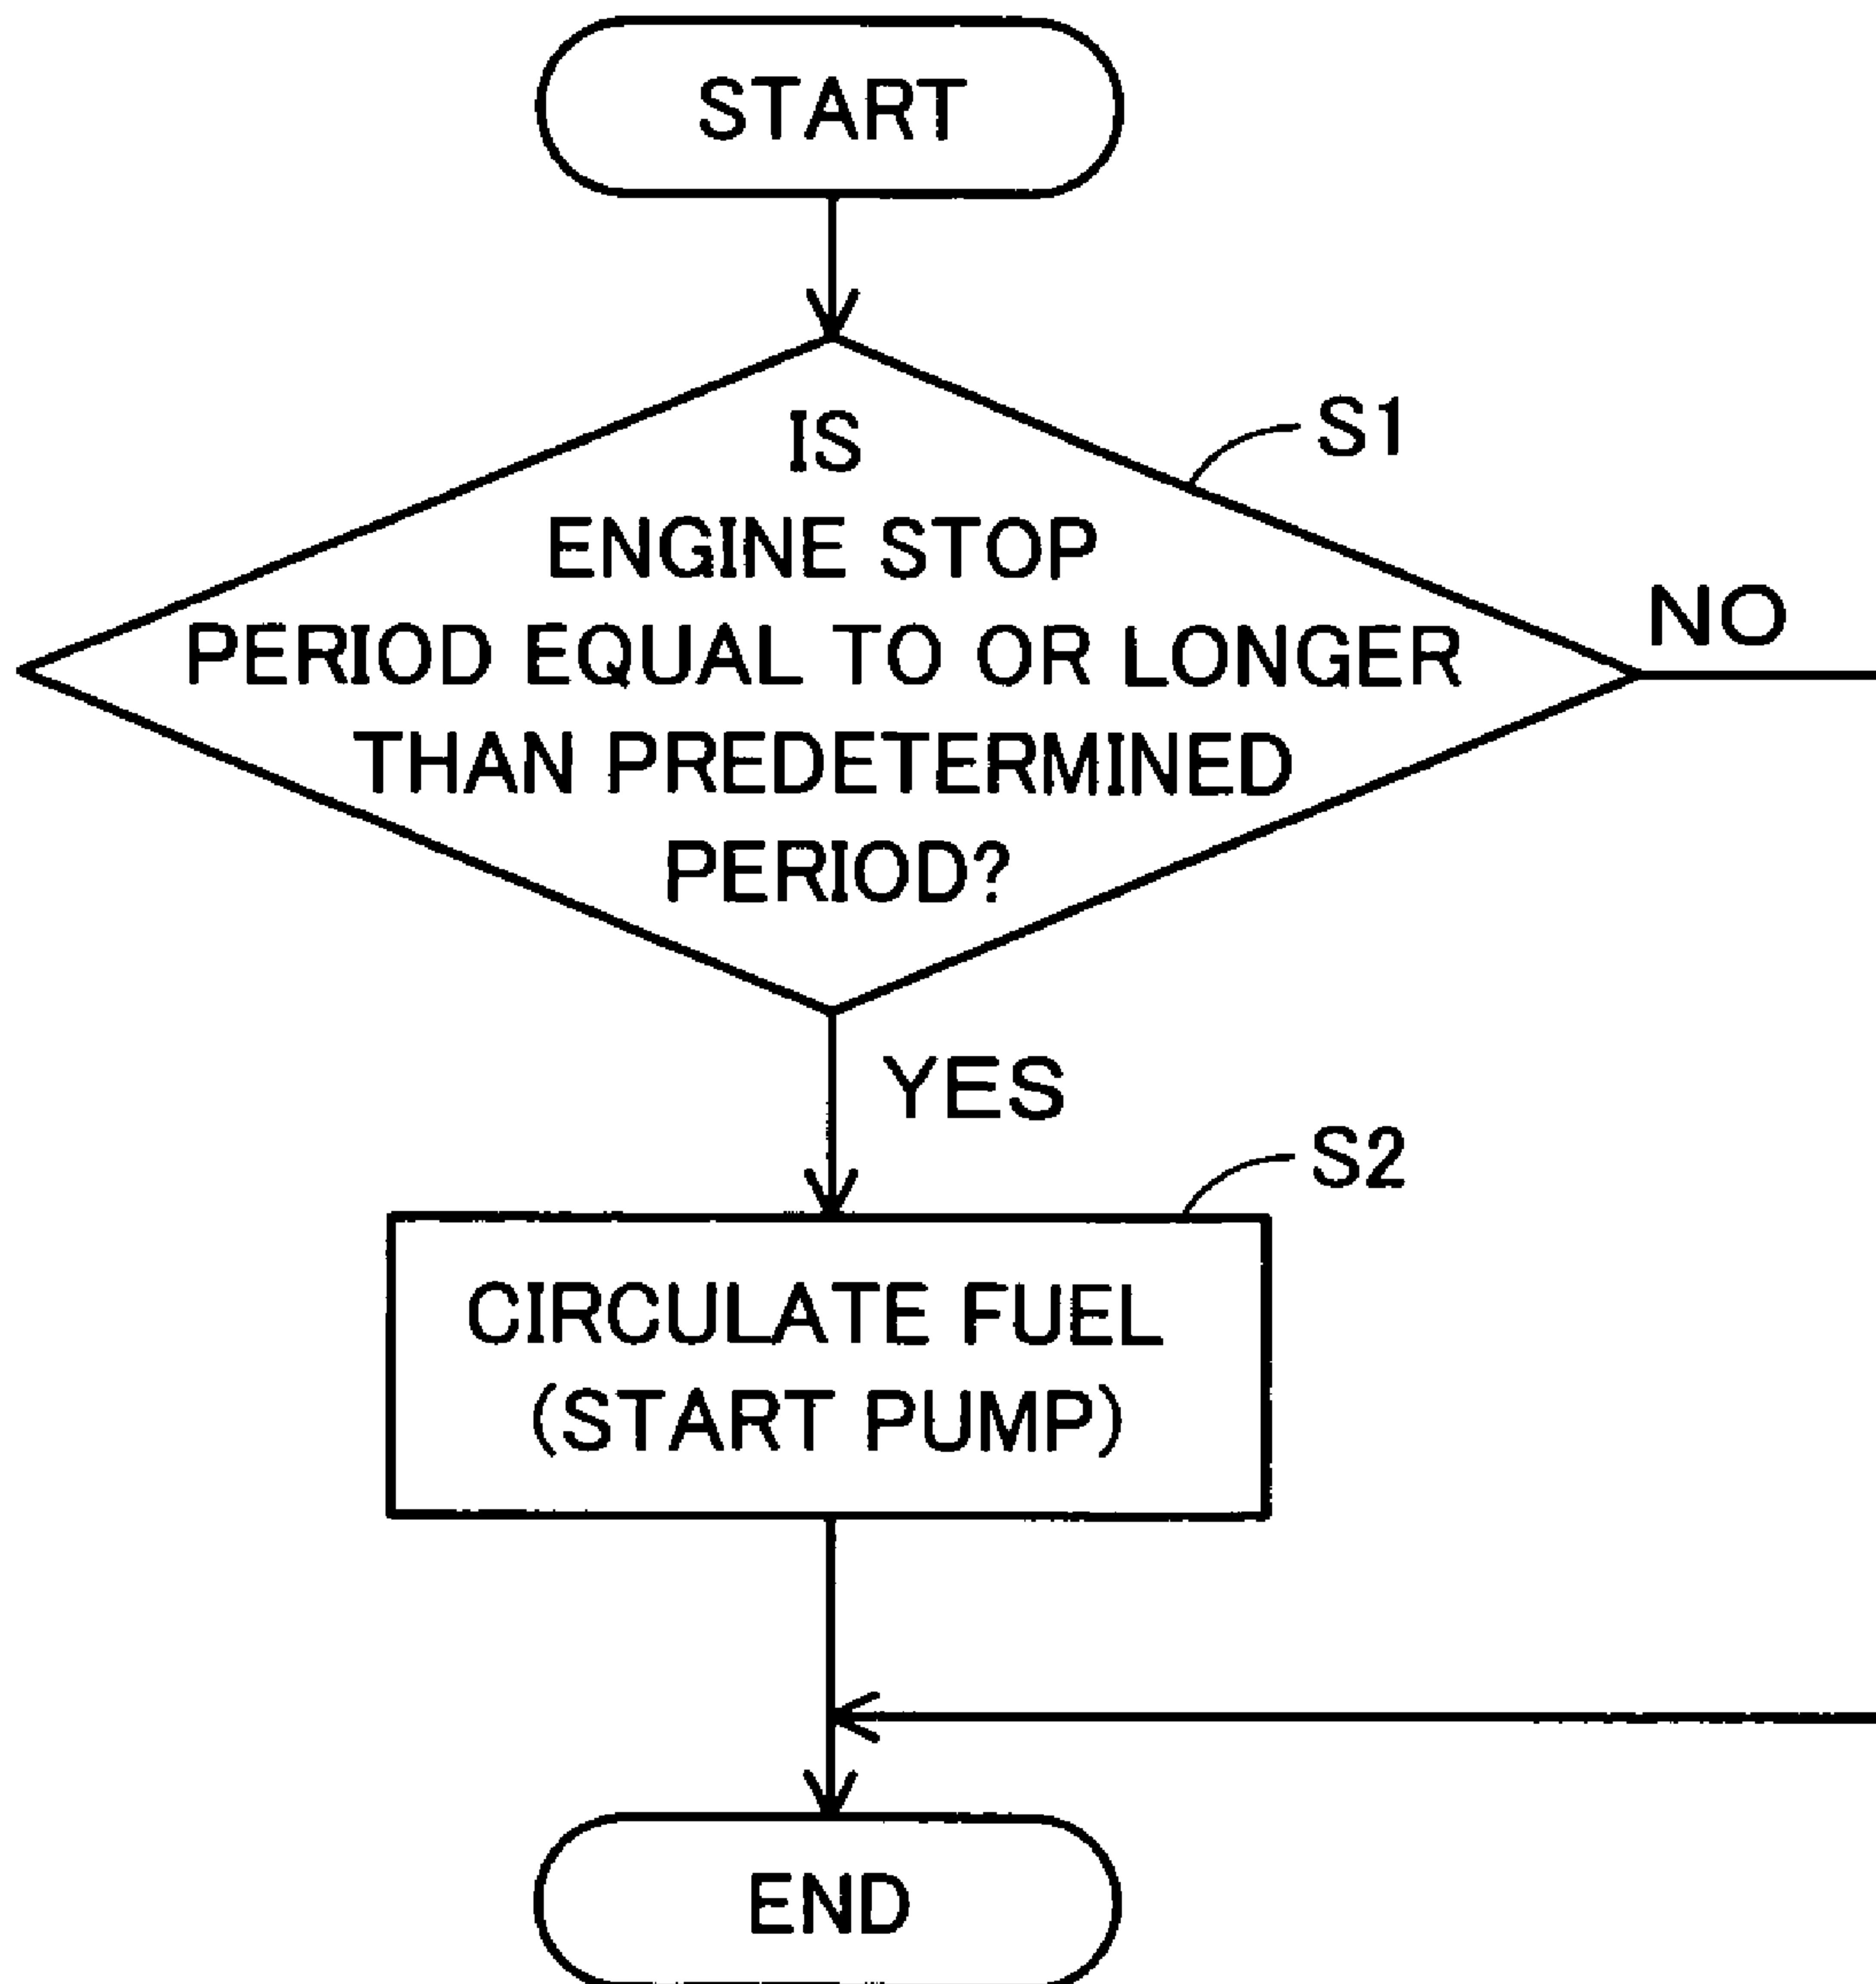 START
IS
S1
ENGINE STOP
NO
PERIOD EQUAL TO OR LONGER
THAN PREDETERMINED
PERIOD?
YES
S2
CIRCULATE FUEL
(START PUMP)
END